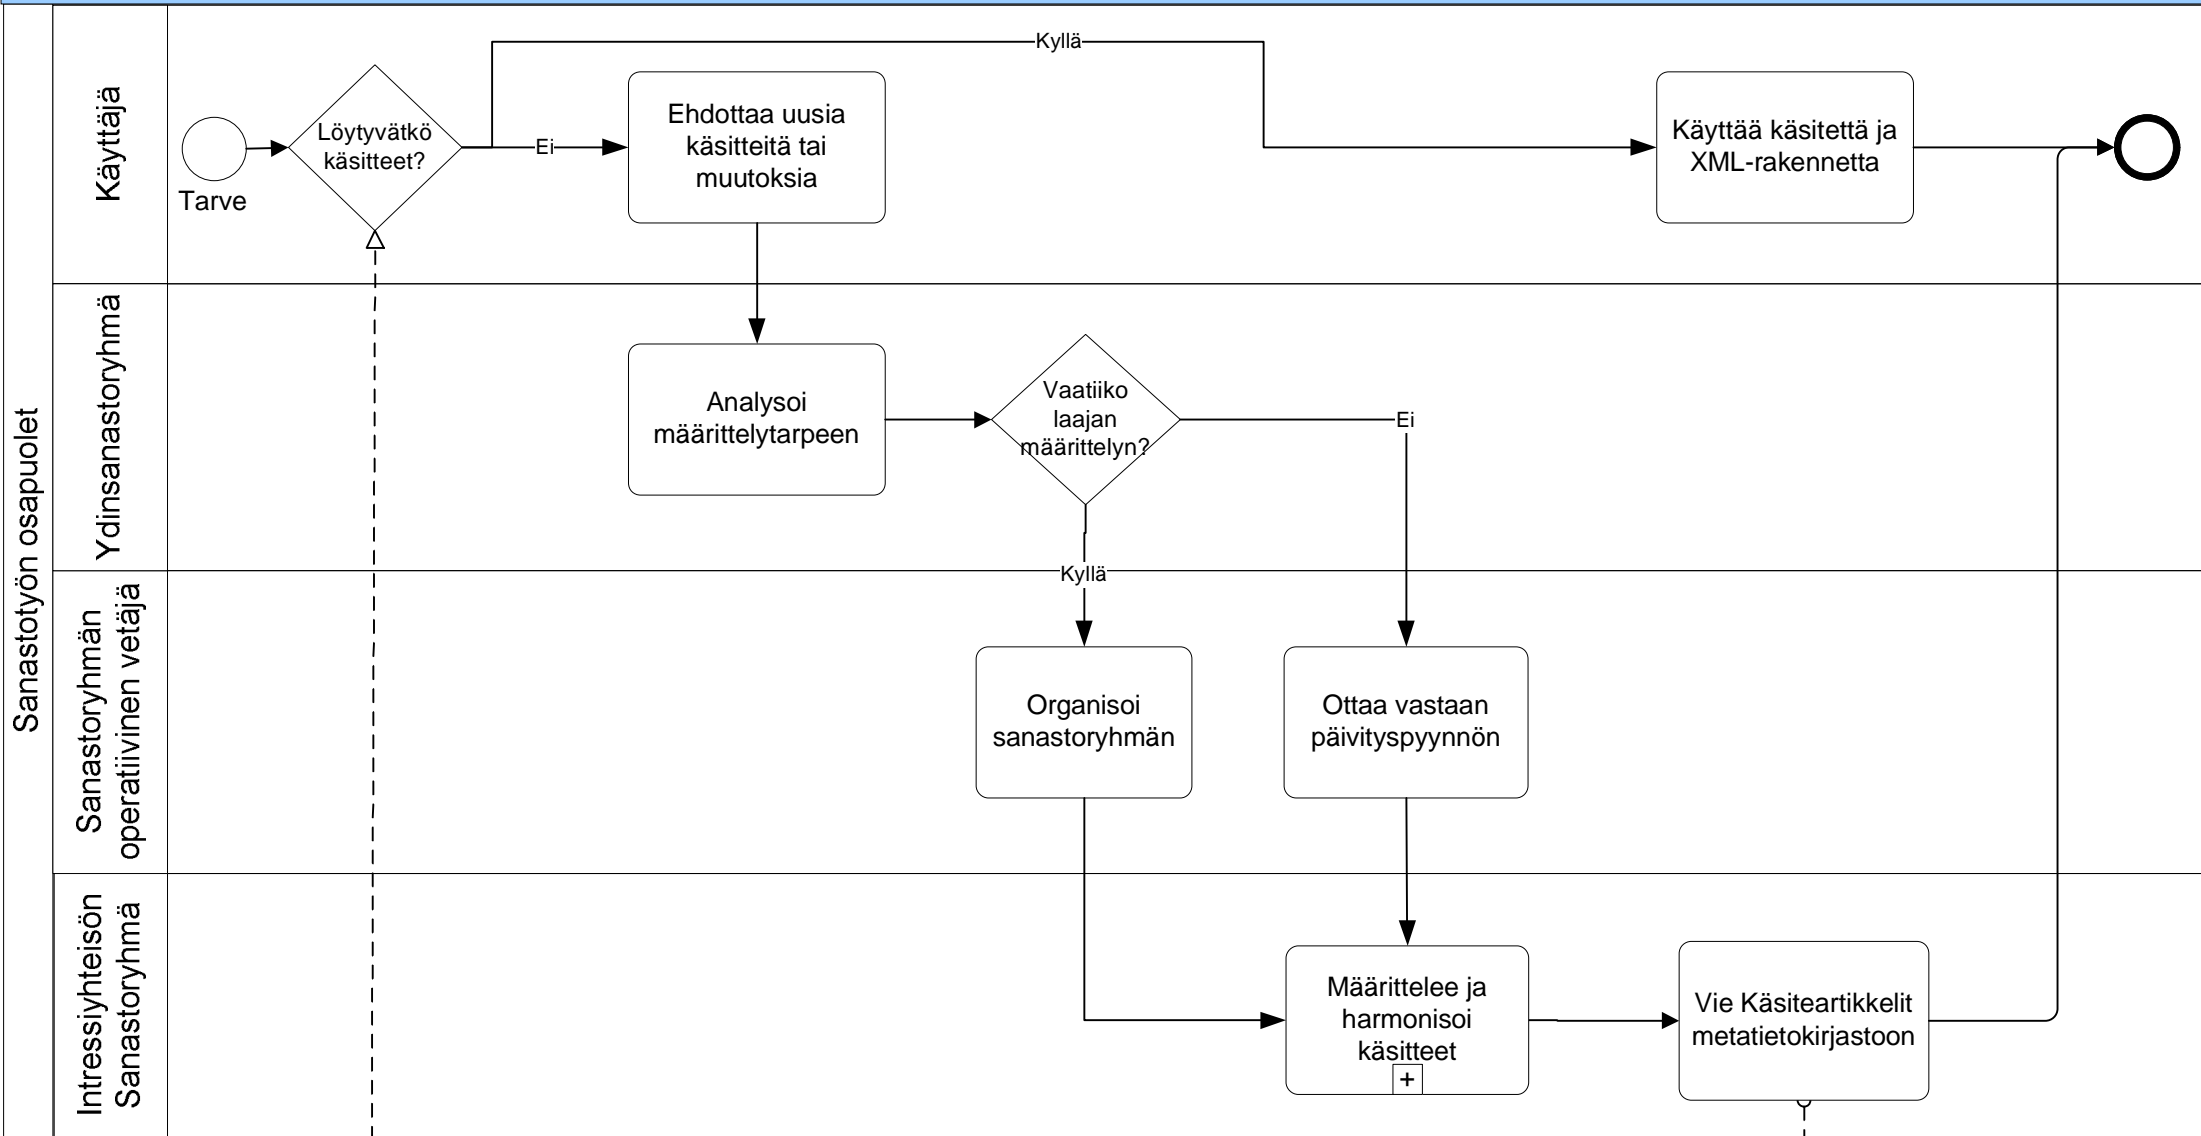 Sanastotyön osapuolet
Käyttäjä
Tarve
Löytyvätkö
käsitteet?
Kyllä
Ei
Ehdottaa uusia
käsitteitä tai
muutoksia
Käyttää käsitettä ja
XML-rakennetta
Ydinsanastoryhmä
Analysoi
määrittelytarpeen
Vaatiiko
laajan
määrittelyn?
Ei
Kyllä
Sanastoryhmän
operatiivinen vetäjä
Organisoi
sanastoryhmän
Ottaa vastaan
päivityspyynnön
Intressiyhteisön
Sanastoryhmä
Määrittelee ja
harmonisoi
käsitteet
+
Vie Käsiteartikkelit
metatietokirjastoon